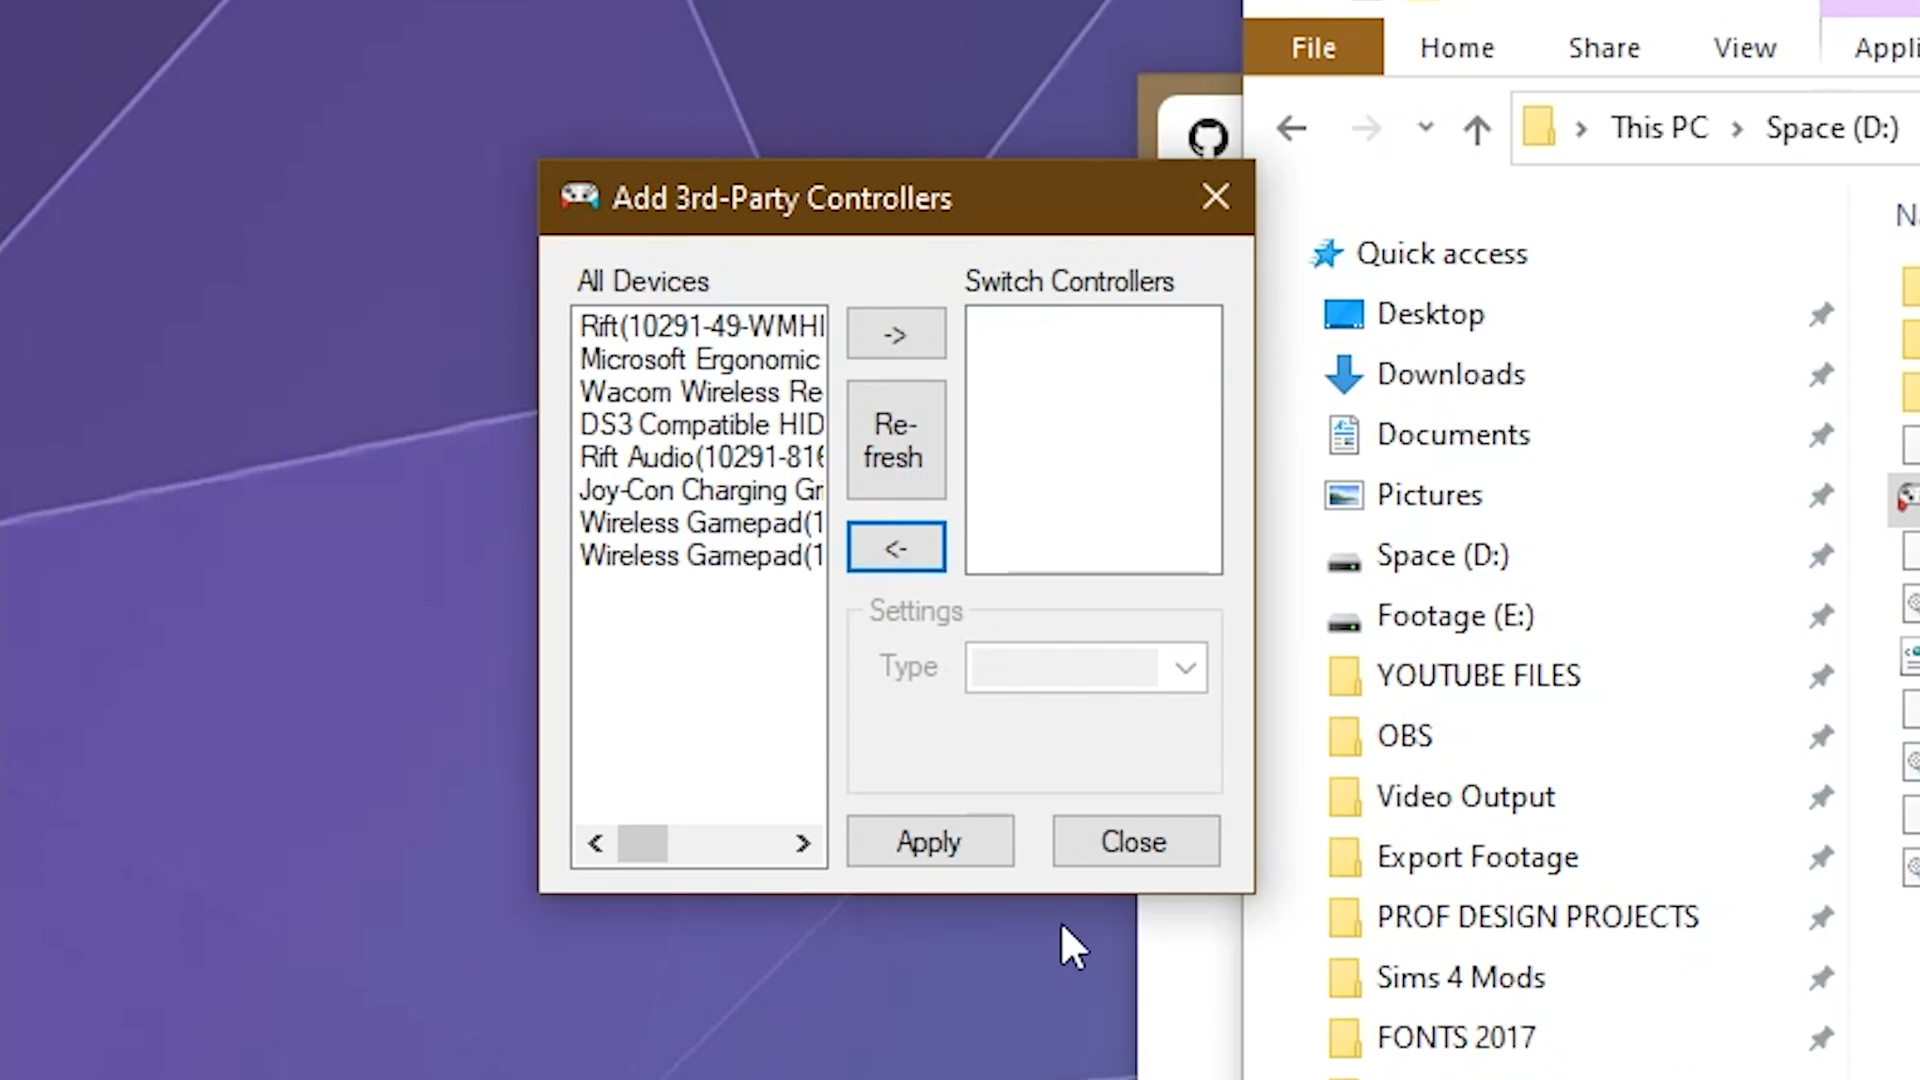 Add 3rd-Party Controllers
All Devices
Rift(10291-49-WMHI
Microsoft Ergonomic
Wacom Wireless Re
DS3 Compatible HID
Rift Audio(10291-816
Joy-Con Charging Gr
Wireless Gamepad(1
Wireless Gamepad(1
->
Re-
fresh
<-
Switch Controllers
Settings
Type
Apply
Close
File
Home
Share
View
Appli
This PC
Space (D:)
Quick access
Desktop
Downloads
Documents
Pictures
Space (D:)
Footage (E:)
YOUTUBE FILES
OBS
Video Output
Export Footage
PROF DESIGN PROJECTS
Sims 4 Mods
FONTS 2017